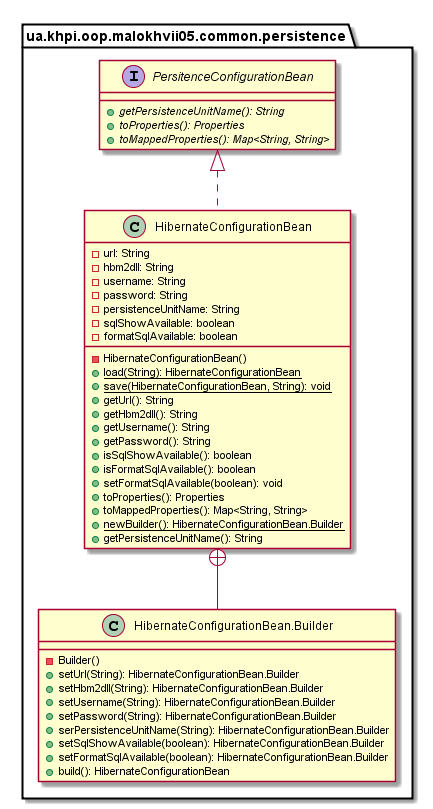 ua.khpi.oop.malokhvii05.common.persistence
I PersitenceConfigurationBean
getPersistenceUnitName(): String
toProperties(): Properties
toMappedProperties(): Map<String, String>
C HibernateConfigurationBean
url: String
hbm2dll: String
username: String
password: String
persistenceUnitName: String
sqlShowAvailable: boolean
formatSqlAvailable: boolean
HibernateConfigurationBean()
load(String): HibernateConfigurationBean
save(HibernateConfigurationBean, String): void
getUrl(): String
getHbm2dll(): String
getUsername(): String
getPassword(): String
isSqlShowAvailable(): boolean
isFormatSqlAvailable(): boolean
setFormatSqlAvailable(boolean): void
toProperties(): Properties
toMappedProperties(): Map<String, String>
newBuilder(): HibernateConfigurationBean.Builder
getPersistenceUnitName(): String
C HibernateConfigurationBean.Builder
Builder()
setUrl(String): HibernateConfigurationBean.Builder
setHbm2dll(String): HibernateConfigurationBean.Builder
setUsername(String): HibernateConfigurationBean.Builder
setPassword(String): HibernateConfigurationBean.Builder
serPersistenceUnitName(String): HibernateConfigurationBean.Builder
setSqlShowAvailable(boolean): HibernateConfigurationBean.Builder
setFormatSqlAvailable(boolean): HibernateConfigurationBean.Builder
build(): HibernateConfigurationBean